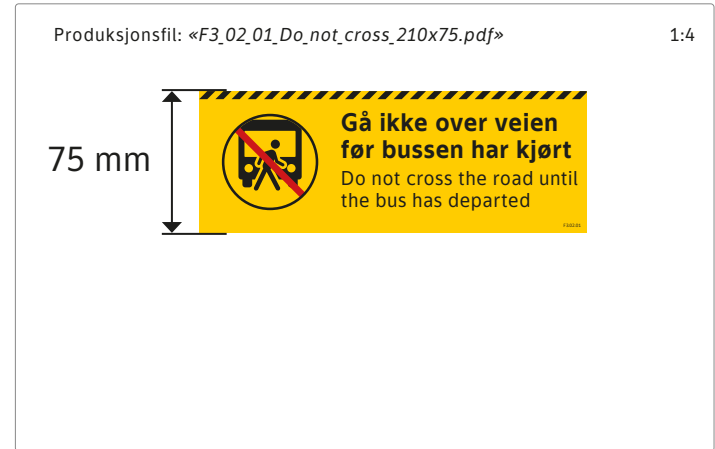 Produksjonsfil: «F3_02_01_Do_not_cross_210x75.pdf» 1:4
75 mm
Gå ikke over veien
før bussen har kjørt
Do not cross the road until
the bus has departed